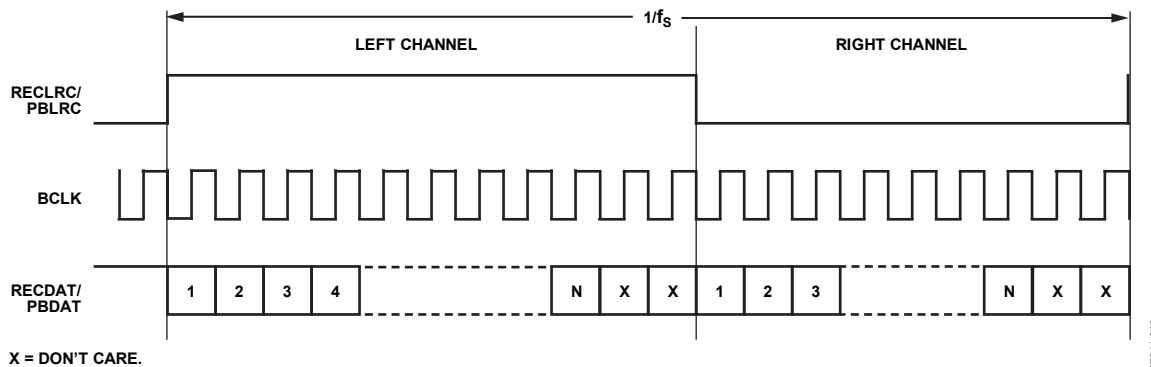 1/fS
LEFT CHANNEL RIGHT CHANNEL
RECLRC/
PBLRC
BCLK
RECDAT/
PBDAT
1 2 3 4 N X X 1 2 3 N X X
X = DON'T CARE.